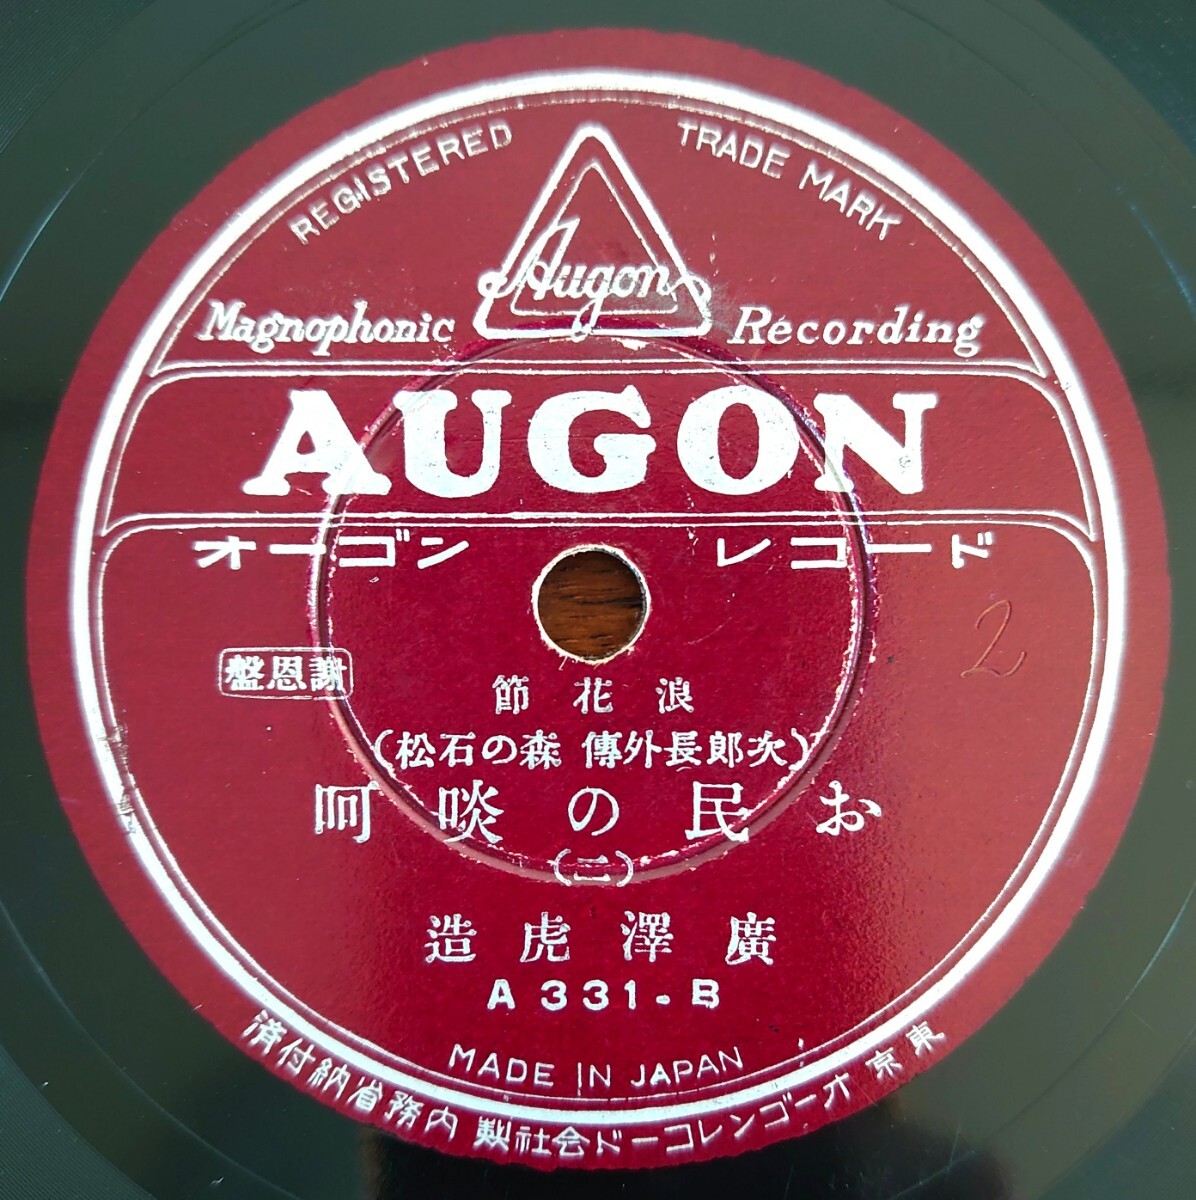 REGISTERED TRADE MARK
Augon
Magnophonic Recording
AUGON
オーゴン レコード
2
謝恩盤
浪花節
(次郎長外傳 森の石松)
お民の啖呵
(二)
廣澤虎造
A 331-B
MADE IN JAPAN
東京オーゴンレコード会社製 内務省納付済